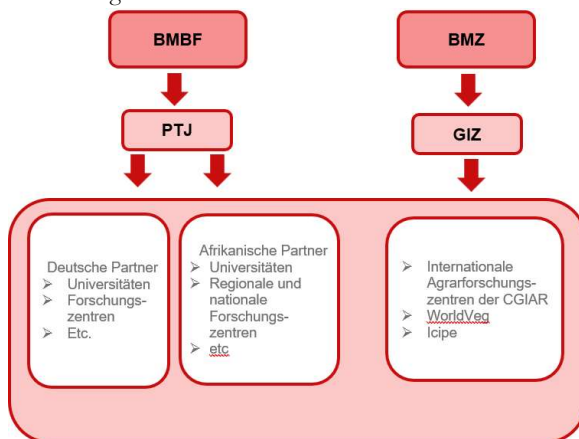 BMBF
BMZ
PTJ
GIZ
Deutsche Partner
➢ Universitäten
➢ Forschungs-
zentren
➢ Etc.
Afrikanische Partner
➢ Universitäten
➢ Regionale und
nationale
Forschungs-
zentren
➢ etc
➢ Internationale
Agrarforschungs-
zentren der CGIAR
➢ WorldVeg
➢ Icipe